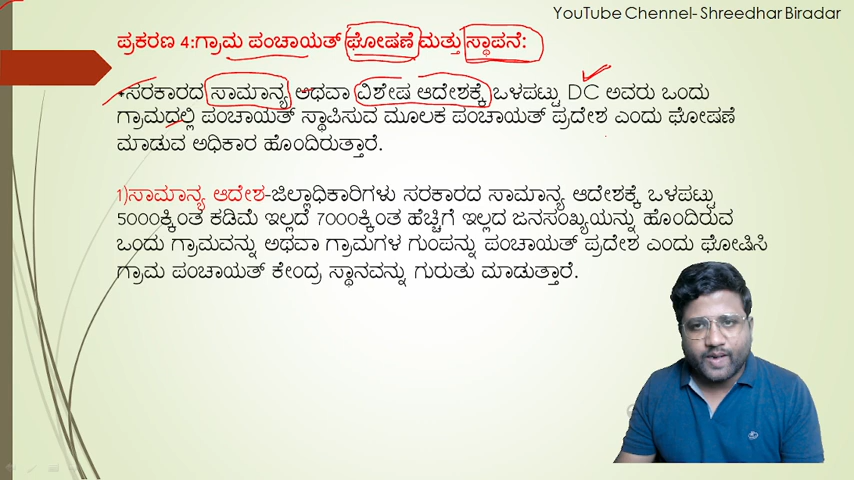 YouTube Chennel- Shreedhar Biradar
ಪ್ರಕರಣ 4:ಗ್ರಾಮ ಪಂಚಾಯತ್ ಘೋಷಣೆ ಮತ್ತು ಸ್ಥಾಪನೆ:
•ಸರಕಾರದ ಸಾಮಾನ್ಯ ಅಥವಾ ವಿಶೇಷ ಆದೇಶಕ್ಕೆ ಒಳಪಟ್ಟು DC ಅವರು ಒಂದು
ಗ್ರಾಮದಲ್ಲಿ ಪಂಚಾಯತ್ ಸ್ಥಾಪಿಸುವ ಮೂಲಕ ಪಂಚಾಯತ್ ಪ್ರದೇಶ ಎಂದು ಘೋಷಣೆ
ಮಾಡುವ ಅಧಿಕಾರ ಹೊಂದಿರುತ್ತಾರೆ.
1)ಸಾಮಾನ್ಯ ಆದೇಶ-ಜಿಲ್ಲಾಧಿಕಾರಿಗಳು ಸರಕಾರದ ಸಾಮಾನ್ಯ ಆದೇಶಕ್ಕೆ ಒಳಪಟ್ಟು
5000ಕ್ಕಿಂತ ಕಡಿಮೆ ಇಲ್ಲದೆ 7000ಕ್ಕಿಂತ ಹೆಚ್ಚಿಗೆ ಇಲ್ಲದ ಜನಸಂಖ್ಯೆಯನ್ನು ಹೊಂದಿರುವ
ಒಂದು ಗ್ರಾಮವನ್ನು ಅಥವಾ ಗ್ರಾಮಗಳ ಗುಂಪನ್ನು ಪಂಚಾಯತ್ ಪ್ರದೇಶ ಎಂದು ಘೋಷಿಸಿ
ಗ್ರಾಮ ಪಂಚಾಯತ್ ಕೇಂದ್ರ ಸ್ಥಾನವನ್ನು ಗುರುತು ಮಾಡುತ್ತಾರೆ.